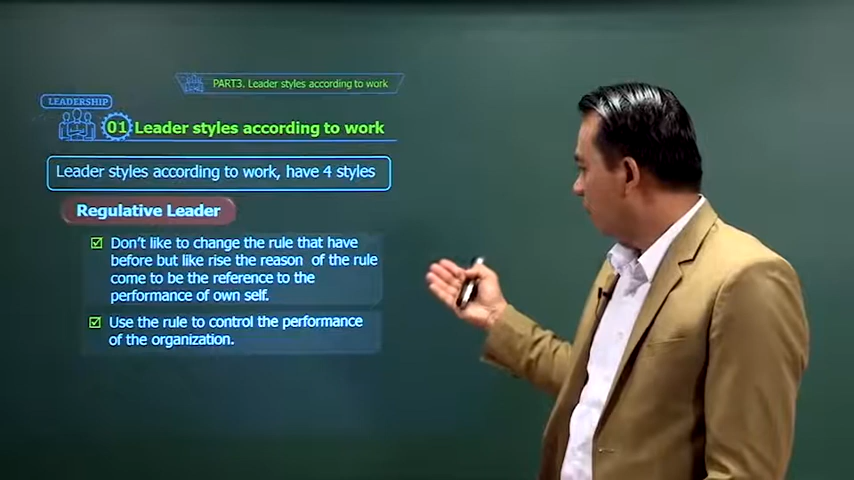 PART3. Leader styles according to work
LEADERSHIP
01 Leader styles according to work
Leader styles according to work, have 4 styles
Regulative Leader
Don't like to change the rule that have
before but like rise the reason of the rule
come to be the reference to the
performance of own self.
Use the rule to control the performance
of the organization.